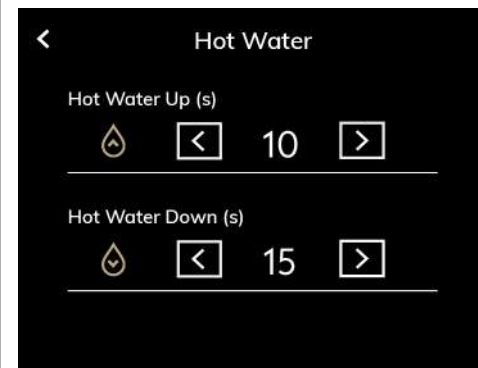 Hot Water
Hot Water Up (s)
10
Hot Water Down (s)
15